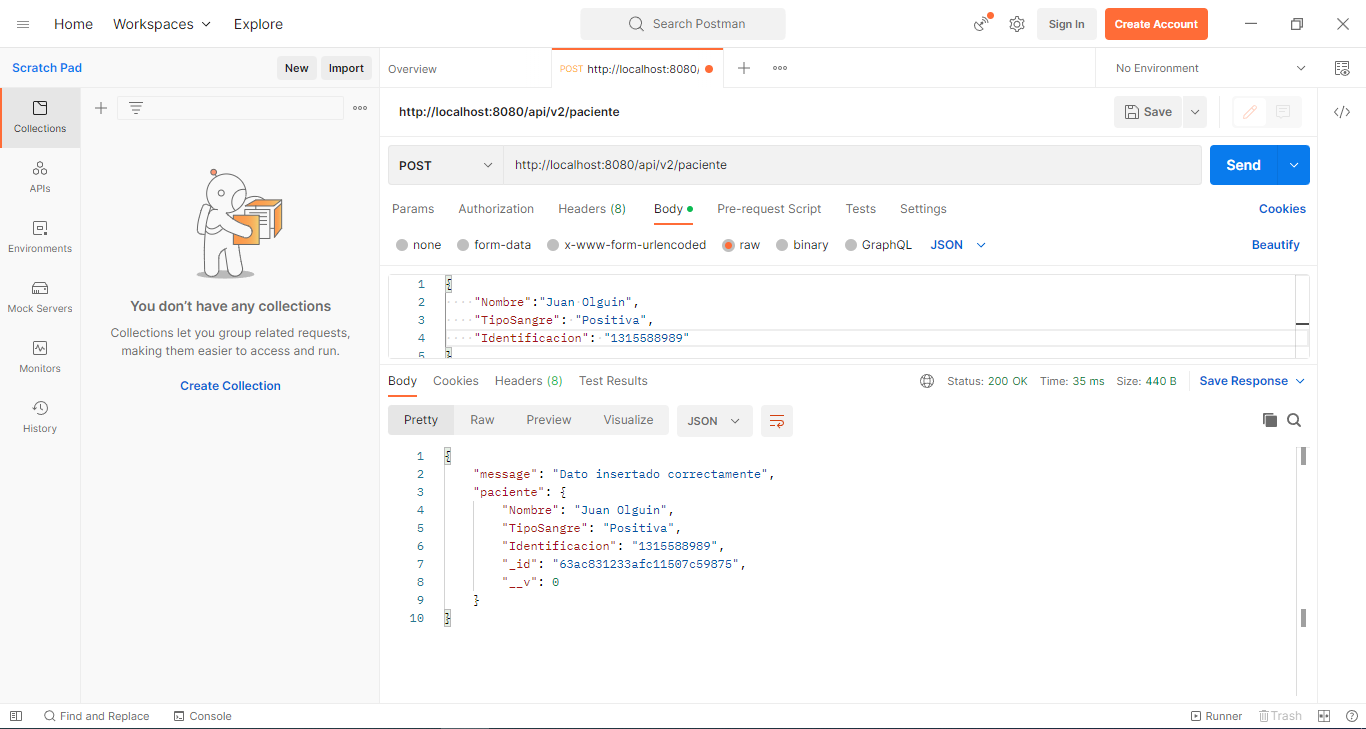 Home Workspaces Explore Search Postman Sign In Create Account
Scratch Pad New Import Overview POST http://localhost:8080/ No Environment
Collections
APIs
Environments
Mock Servers
Monitors
History
You don't have any collections
Collections let you group related requests,
making them easier to access and run.
Create Collection
http://localhost:8080/api/v2/paciente Save
POST http://localhost:8080/api/v2/paciente Send
Params Authorization Headers (8) Body Pre-request Script Tests Settings Cookies
none form-data x-www-form-urlencoded raw binary GraphQL JSON Beautify
1 {
2 "Nombre":"Juan Olguin",
3 "TipoSangre": "Positiva",
4 "Identificacion": "1315588989"
5 }
Body Cookies Headers (8) Test Results Status: 200 OK Time: 35 ms Size: 440 B Save Response
Pretty Raw Preview Visualize JSON
1 {
2 "message": "Dato insertado correctamente",
3 "paciente": {
4 "Nombre": "Juan Olguin",
5 "TipoSangre": "Positiva",
6 "Identificacion": "1315588989",
7 "_id": "63ac831233afc11507c59875",
8 "__v": 0
9 }
10 }
Find and Replace Console Runner Trash